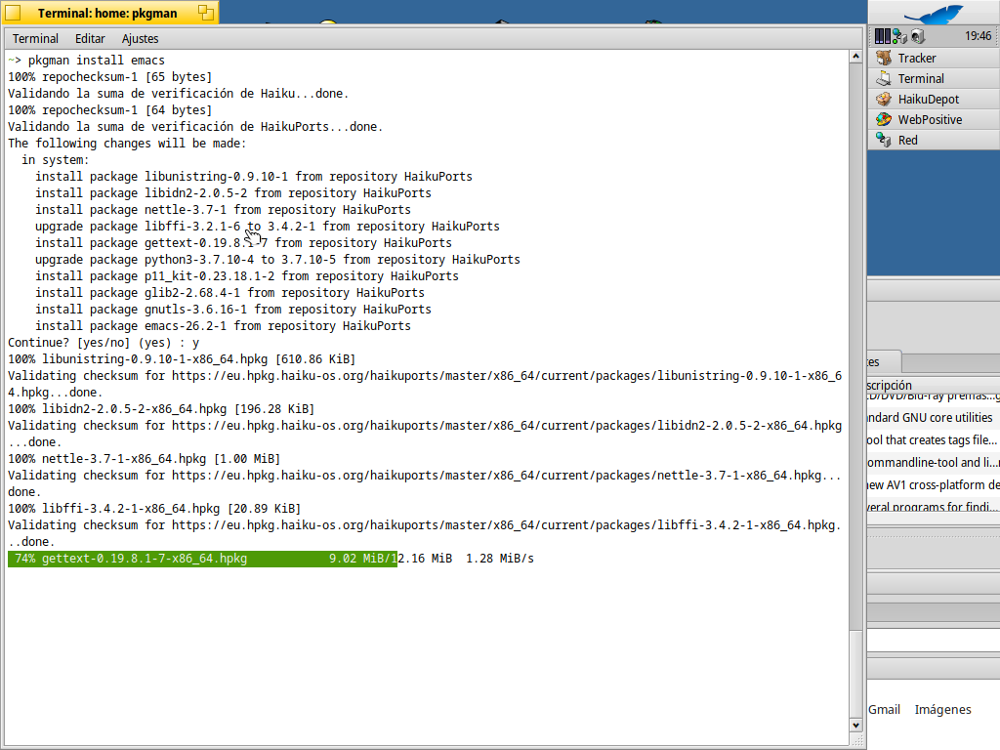 Terminal: home: pkgman
Terminal Editar Ajustes
~> pkgman install emacs
100% repochecksum-1 [65 bytes]
Validando la suma de verificación de Haiku...done.
100% repochecksum-1 [64 bytes]
Validando la suma de verificación de HaikuPorts...done.
The following changes will be made:
in system:
install package libunistring-0.9.10-1 from repository HaikuPorts
install package libidn2-2.0.5-2 from repository HaikuPorts
install package nettle-3.7-1 from repository HaikuPorts
upgrade package libffi-3.2.1-6 to 3.4.2-1 from repository HaikuPorts
install package gettext-0.19.8.1-7 from repository HaikuPorts
upgrade package python3-3.7.10-4 to 3.7.10-5 from repository HaikuPorts
install package p11_kit-0.23.18.1-2 from repository HaikuPorts
install package glib2-2.68.4-1 from repository HaikuPorts
install package gnutls-3.6.16-1 from repository HaikuPorts
install package emacs-26.2-1 from repository HaikuPorts
Continue? [yes/no] (yes) : y
100% libunistring-0.9.10-1-x86_64.hpkg [610.86 KiB]
Validating checksum for https://eu.hpkg.haiku-os.org/haikuports/master/x86_64/current/packages/libunistring-0.9.10-1-x86_6
4.hpkg...done.
100% libidn2-2.0.5-2-x86_64.hpkg [196.28 KiB]
Validating checksum for https://eu.hpkg.haiku-os.org/haikuports/master/x86_64/current/packages/libidn2-2.0.5-2-x86_64.hpkg
...done.
100% nettle-3.7-1-x86_64.hpkg [1.00 MiB]
Validating checksum for https://eu.hpkg.haiku-os.org/haikuports/master/x86_64/current/packages/nettle-3.7-1-x86_64.hpkg...
done.
100% libffi-3.4.2-1-x86_64.hpkg [20.89 KiB]
Validating checksum for https://eu.hpkg.haiku-os.org/haikuports/master/x86_64/current/packages/libffi-3.4.2-1-x86_64.hpkg.
..done.
74% gettext-0.19.8.1-7-x86_64.hpkg 9.02 MiB/12.16 MiB 1.28 MiB/s
19:46
Tracker
Terminal
HaikuDepot
WebPositive
Red
es
scripción
CD/DVD/Blu-ray premas...
ndard GNU core utilities
ool that creates tags file...
ommandline-tool and li...
new AV1 cross-platform de
veral programs for findi...
Gmail Imágenes